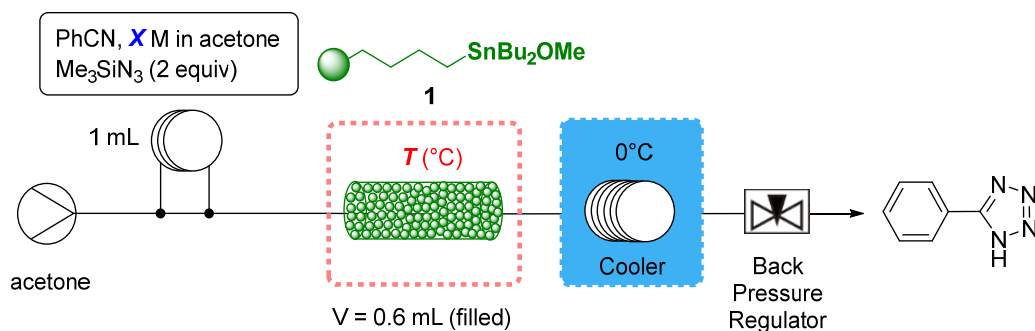 PhCN, X M in acetone
Me₃SiN₃ (2 equiv)
SnBu₂OMe
1
1 mL
T (°C)
0°C
N
N
N
N
H
acetone
Cooler
Back
Pressure
Regulator
V = 0.6 mL (filled)